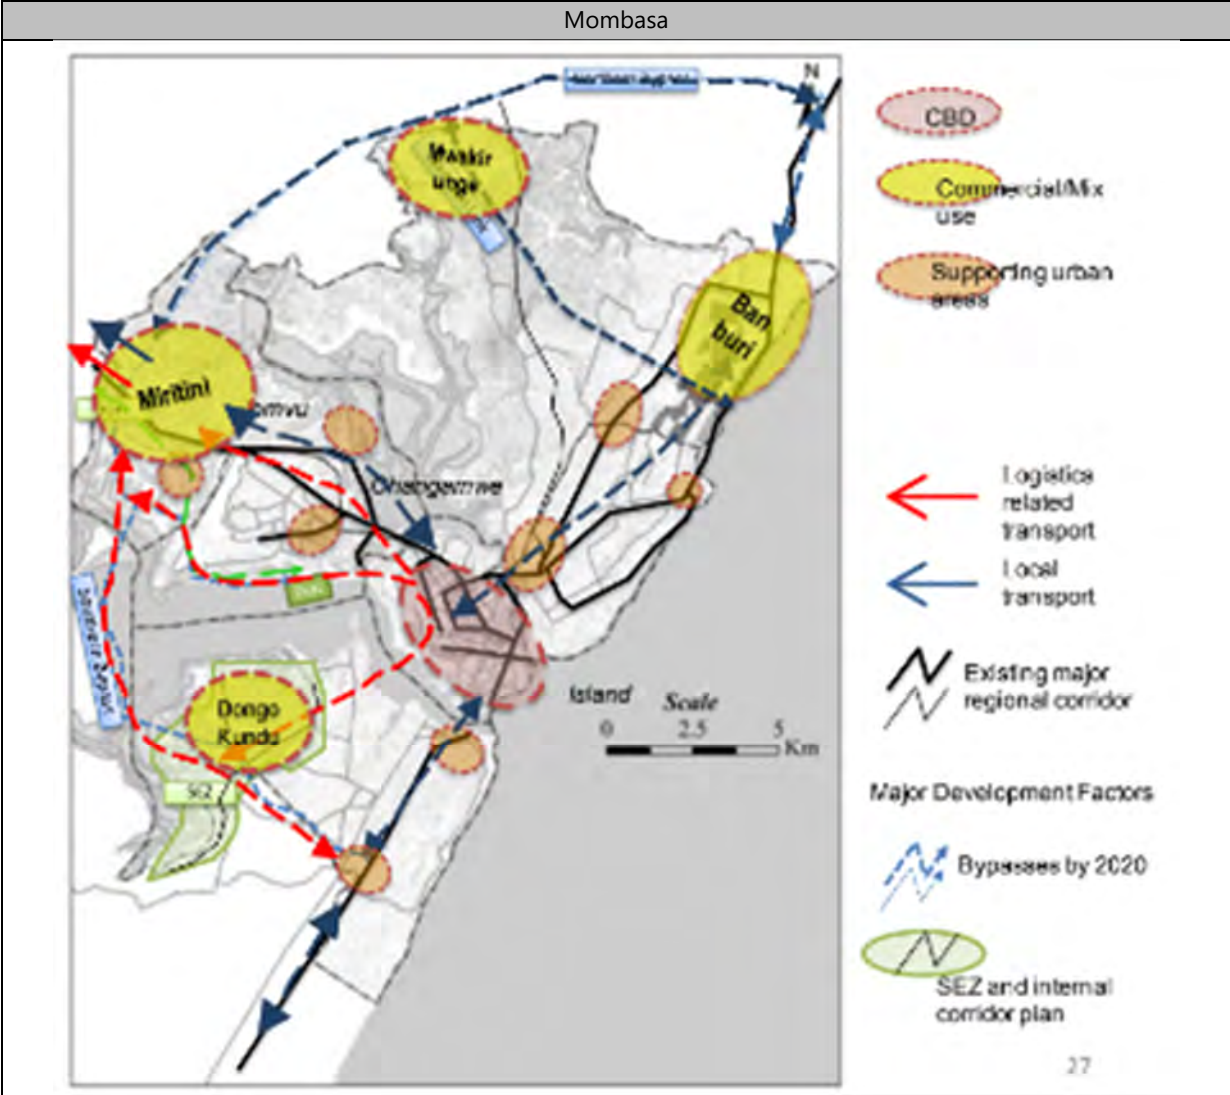 Mombasa
N
CBD
Mwakir
unge
Commercial/Mix
use
Supporting urban
areas
Ban
buri
Miritini
omvu
Changamwe
Logistics
related
transport
Local
transport
Existing major
regional corridor
Island
Scale
0 2.5 5
Km
Dongo
Kundu
SEZ
Major Development Factors
Bypasses by 2020
SEZ and internal
corridor plan
27